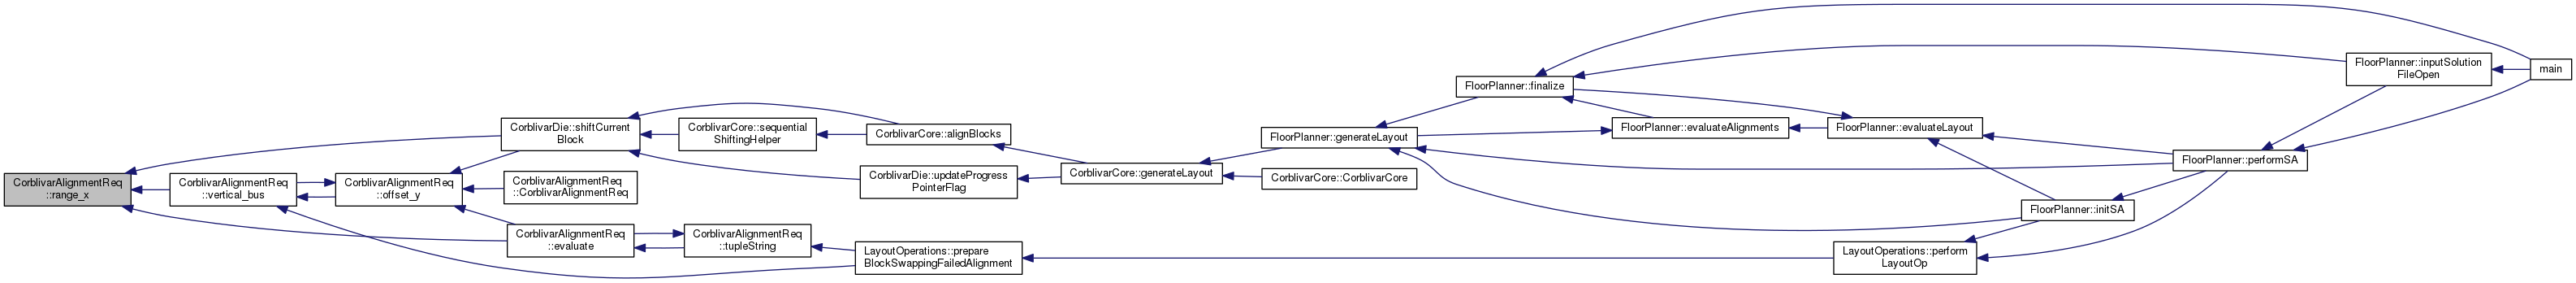 CorblivarAlignmentReq
::range_x
CorblivarAlignmentReq
::vertical_bus
CorblivarAlignmentReq
::offset_y
CorblivarDie::shiftCurrent
Block
CorblivarAlignmentReq
::CorblivarAlignmentReq
CorblivarAlignmentReq
::evaluate
CorblivarCore::sequential
ShiftingHelper
CorblivarAlignmentReq
::tupleString
CorblivarCore::alignBlocks
CorblivarDie::updateProgress
PointerFlag
LayoutOperations::prepare
BlockSwappingFailedAlignment
CorblivarCore::generateLayout
FloorPlanner::generateLayout
CorblivarCore::CorblivarCore
FloorPlanner::finalize
FloorPlanner::evaluateAlignments
FloorPlanner::evaluateLayout
LayoutOperations::perform
LayoutOp
FloorPlanner::initSA
FloorPlanner::performSA
FloorPlanner::inputSolution
FileOpen
main